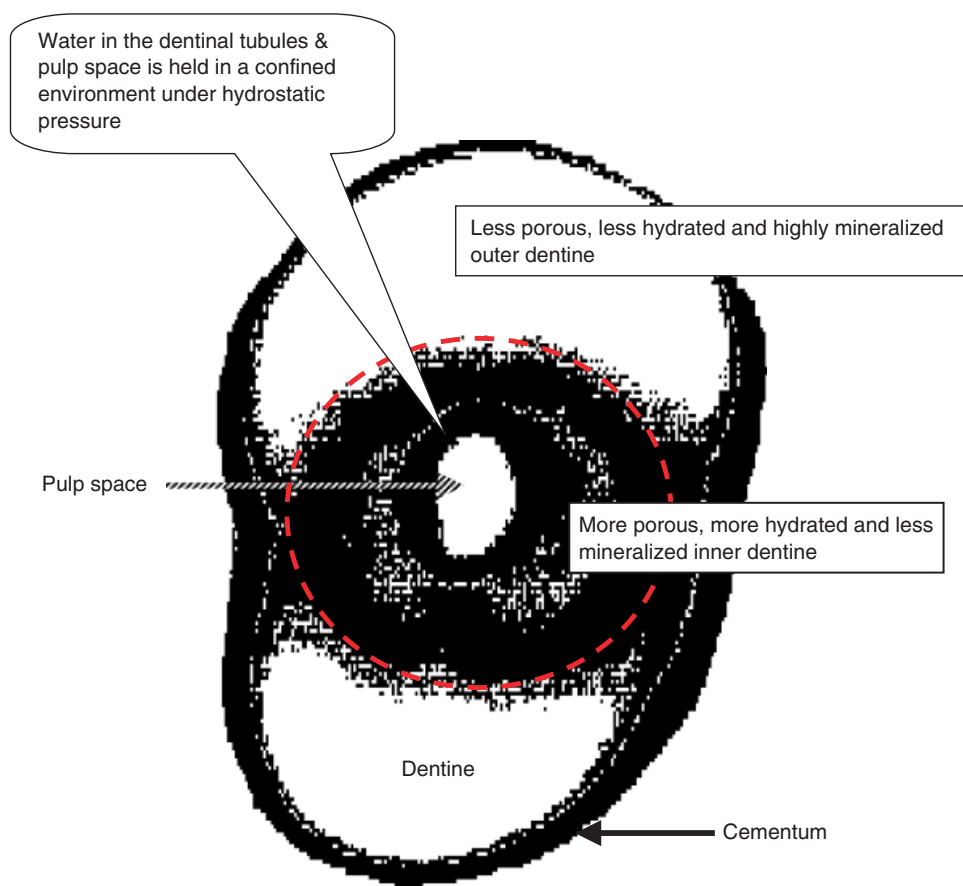 Water in the dentinal tubules &
pulp space is held in a confined
environment under hydrostatic
pressure
Less porous, less hydrated and highly mineralized
outer dentine
Pulp space
More porous, more hydrated and less
mineralized inner dentine
Dentine
Cementum